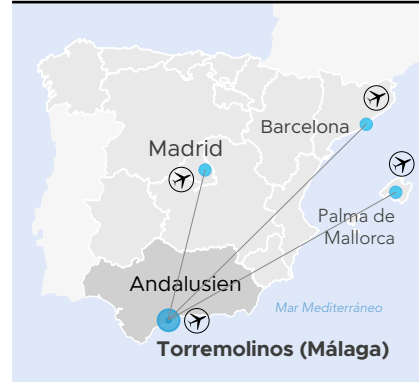 Barcelona
Madrid
Palma de
Mallorca
Andalusien
Mar Mediterráneo
Torremolinos (Málaga)